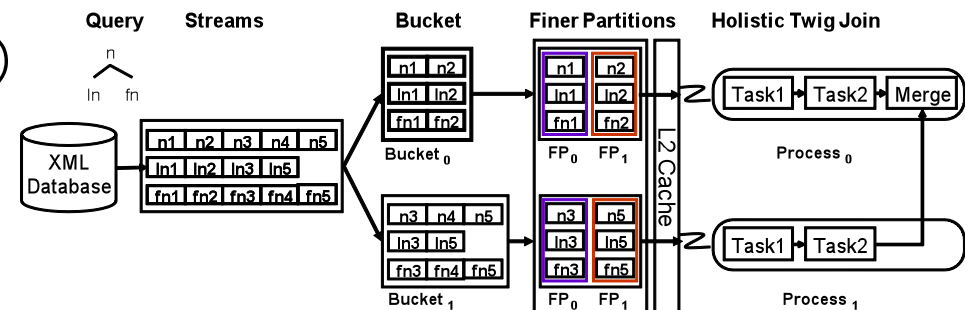 Query Streams Bucket Finer Partitions Holistic Twig Join
n
ln fn
XML
Database
n1 n2 n3 n4 n5
ln1 ln2 ln3 ln5
fn1 fn2 fn3 fn4 fn5
n1 n2
ln1 ln2
fn1 fn2
Bucket 0
n3 n4 n5
ln3 ln5
fn3 fn4 fn5
Bucket 1
n1 n2
ln1 ln2
fn1 fn2
FP0 FP1
n3 n5
ln3 ln5
fn3 fn5
FP0 FP1
L2 Cache
Task1 Task2 Merge
Process 0
Task1 Task2
Process 1